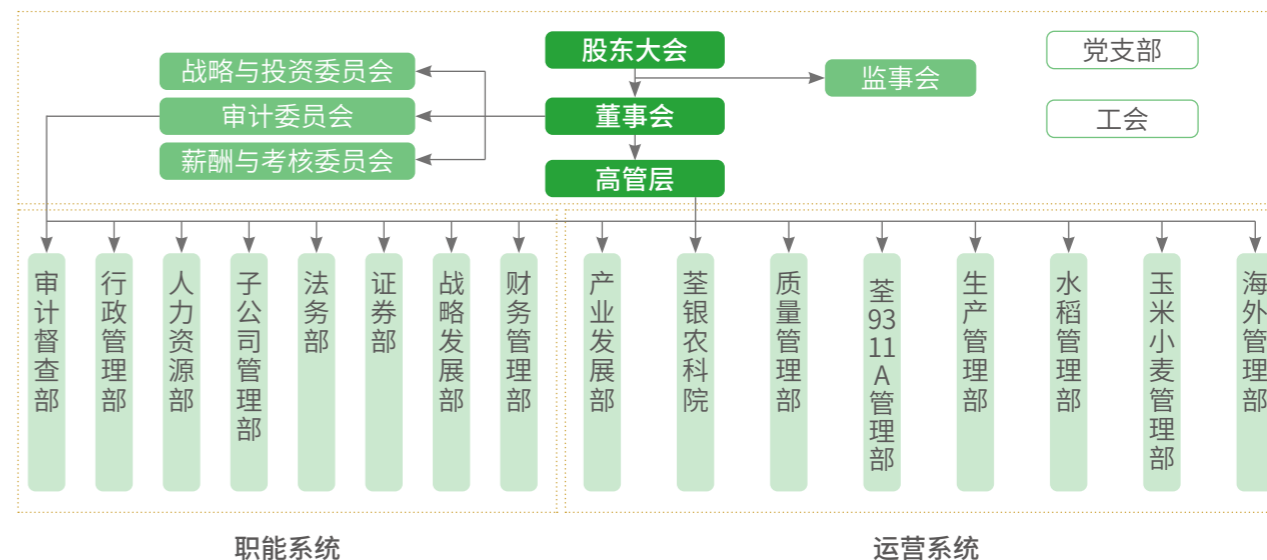 股东大会
党支部
战略与投资委员会
监事会
审计委员会
董事会
工会
薪酬与考核委员会
高管层
审计督查部
行政管理部
人力资源部
子公司管理部
法务部
证券部
战略发展部
财务管理部
产业发展部
荃银农科院
质量管理部
荃9311A管理部
生产管理部
水稻管理部
玉米小麦管理部
海外管理部
职能系统
运营系统